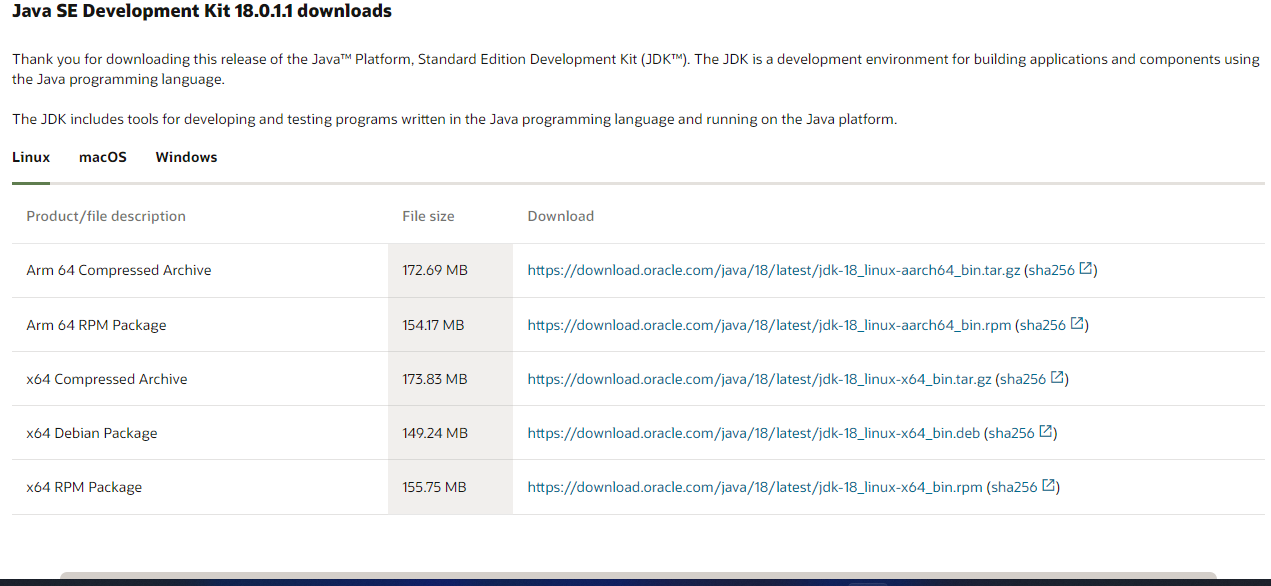 Java SE Development Kit 18.0.1.1 downloads
Thank you for downloading this release of the Java™ Platform, Standard Edition Development Kit (JDK™). The JDK is a development environment for building applications and components using
the Java programming language.
The JDK includes tools for developing and testing programs written in the Java programming language and running on the Java platform.
Linux macOS Windows
Product/file description File size Download
Arm 64 Compressed Archive 172.69 MB https://download.oracle.com/java/18/latest/jdk-18_linux-aarch64_bin.tar.gz (sha256)
Arm 64 RPM Package 154.17 MB https://download.oracle.com/java/18/latest/jdk-18_linux-aarch64_bin.rpm (sha256)
x64 Compressed Archive 173.83 MB https://download.oracle.com/java/18/latest/jdk-18_linux-x64_bin.tar.gz (sha256)
x64 Debian Package 149.24 MB https://download.oracle.com/java/18/latest/jdk-18_linux-x64_bin.deb (sha256)
x64 RPM Package 155.75 MB https://download.oracle.com/java/18/latest/jdk-18_linux-x64_bin.rpm (sha256)